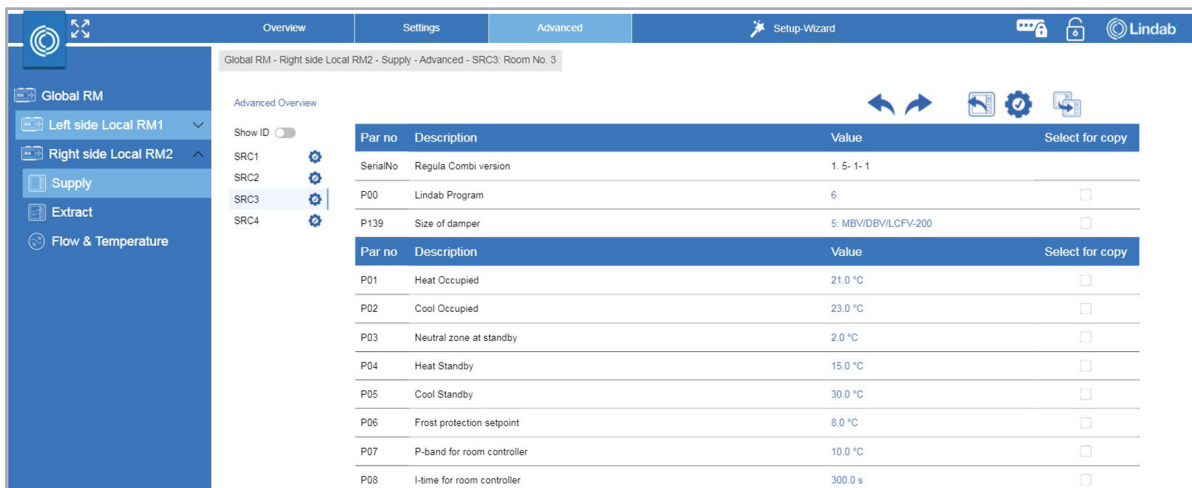 Overview Settings Advanced Setup-Wizard Lindab
Global RM - Right side Local RM2 - Supply - Advanced - SRC3: Room No. 3
Global RM
Left side Local RM1
Right side Local RM2
Supply
Extract
Flow & Temperature
Advanced Overview
Show ID
SRC1
SRC2
SRC3
SRC4
Par no Description Value Select for copy
SerialNo Regula Combi version 1. 5- 1- 1
P00 Lindab Program 6
P139 Size of damper 5: MBV/DBV/LCFV-200
Par no Description Value Select for copy
P01 Heat Occupied 21.0 °C
P02 Cool Occupied 23.0 °C
P03 Neutral zone at standby 2.0 °C
P04 Heat Standby 15.0 °C
P05 Cool Standby 30.0 °C
P06 Frost protection setpoint 8.0 °C
P07 P-band for room controller 10.0 °C
P08 I-time for room controller 300.0 s